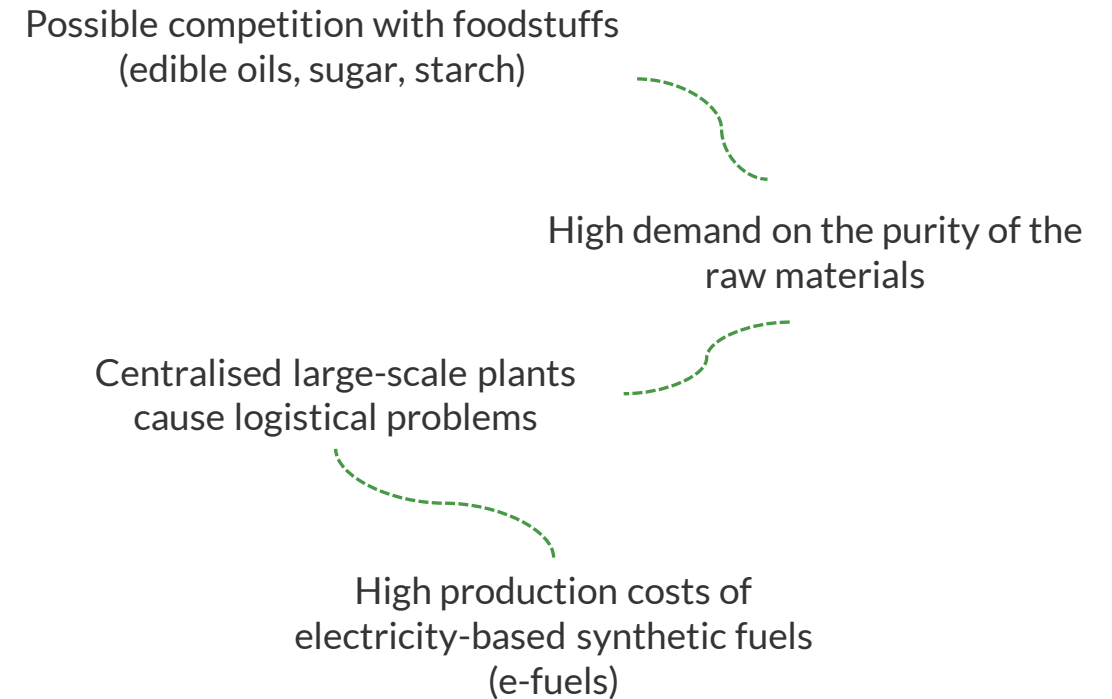 Possible competition with foodstuffs
(edible oils, sugar, starch)
High demand on the purity of the
raw materials
Centralised large-scale plants
cause logistical problems
High production costs of
electricity-based synthetic fuels
(e-fuels)